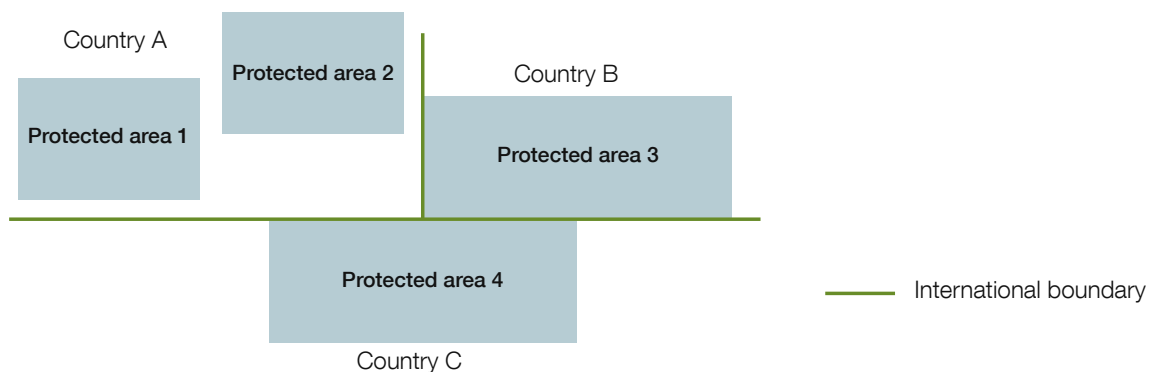 Country A
Protected area 2
Country B
Protected area 1
Protected area 3
Protected area 4
International boundary
Country C